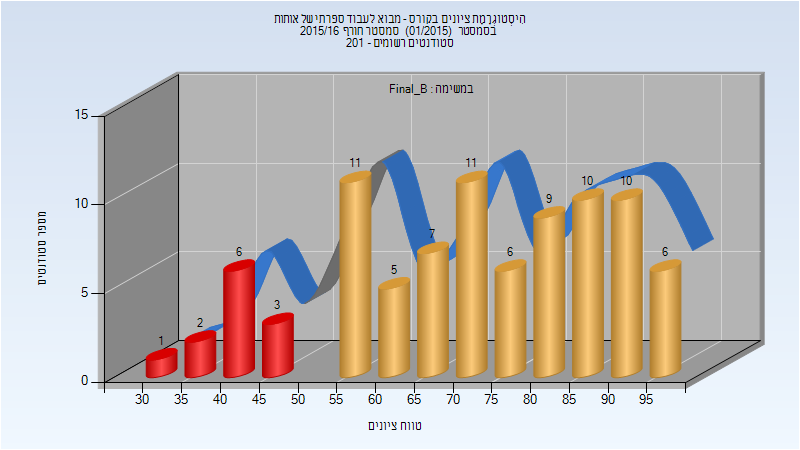 היסטוגרמת ציונים בקורס - מבוא לעבוד ספרתי של אותות
בסמסטר (01/2015) סמסטר חורף 2015/16
סטודנטים רשומים - 201
במשימה : Final_B
15
10
5
0
מספר סטודנטים
1
2
6
3
11
5
7
11
6
9
10
10
6
30 35 40 45 50 55 60 65 70 75 80 85 90 95
טווח ציונים